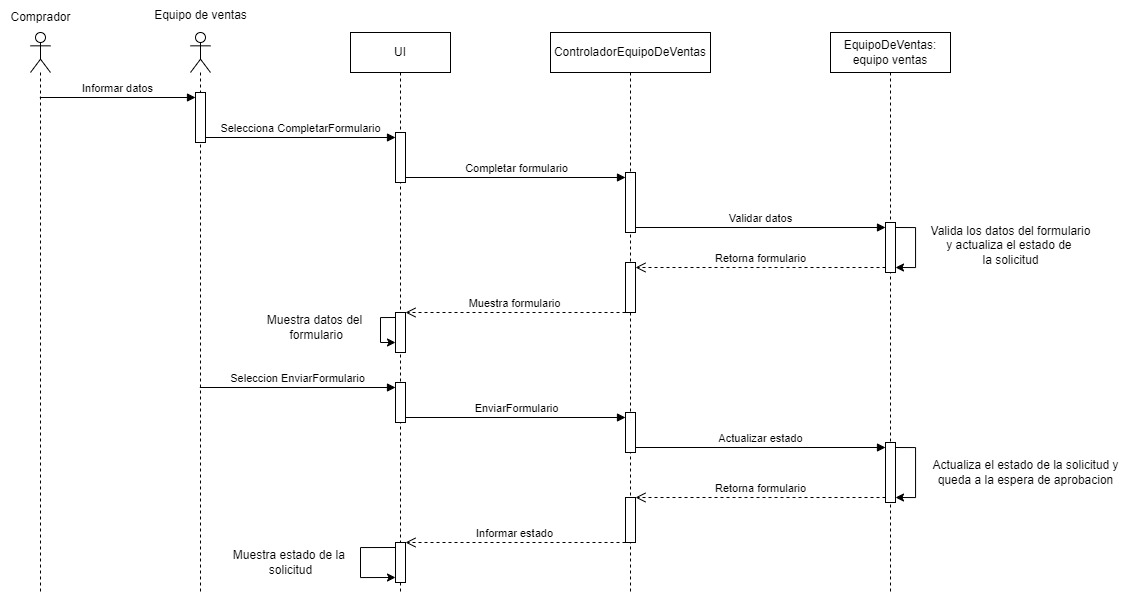 Comprador
Equipo de ventas
UI
ControladorEquipoDeVentas
EquipoDeVentas:
equipo ventas
Informar datos
Selecciona CompletarFormulario
Completar formulario
Validar datos
Valida los datos del formulario
y actualiza el estado de
la solicitud
Retorna formulario
Muestra formulario
Muestra datos del
formulario
Seleccion EnviarFormulario
EnviarFormulario
Actualizar estado
Actualiza el estado de la solicitud y
queda a la espera de aprobacion
Retorna formulario
Informar estado
Muestra estado de la
solicitud